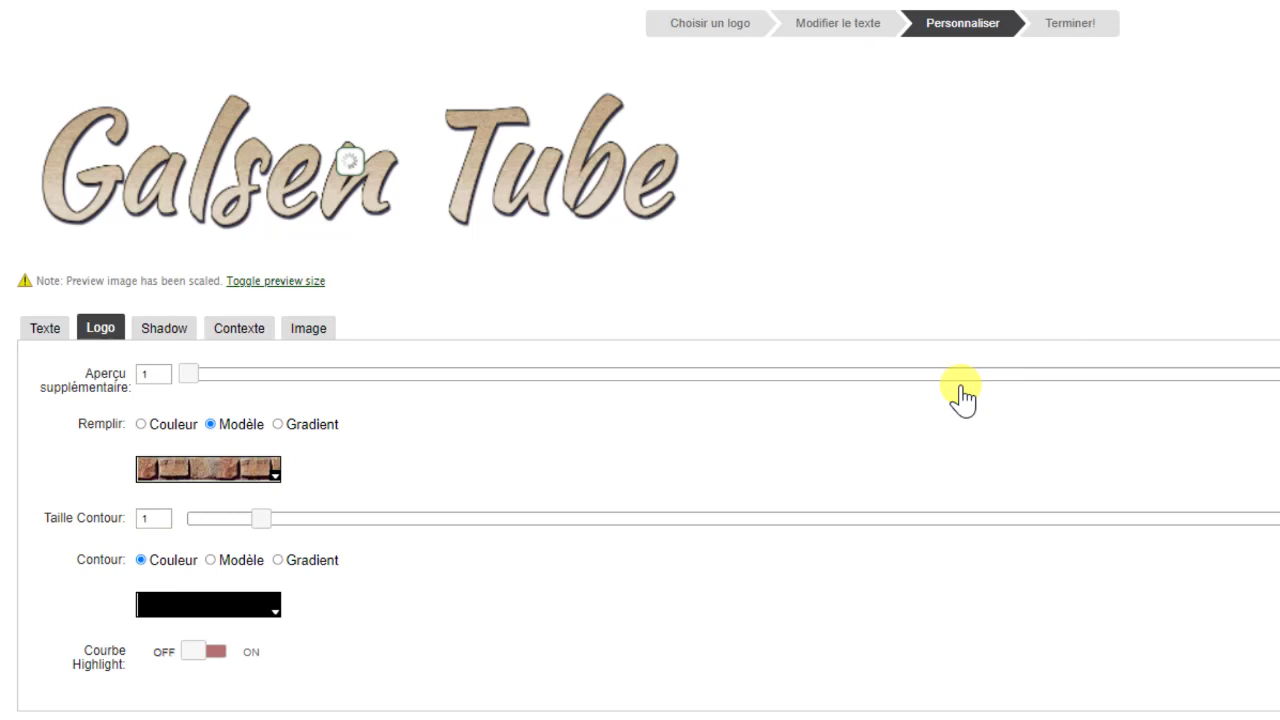 Choisir un logo Modifier le texte Personnaliser Terminer!
Galsen Tube
Note: Preview image has been scaled. Toggle preview size
Texte Logo Shadow Contexte Image
Aperçu
supplémentaire: 1
Remplir: Couleur Modèle Gradient
Taille Contour: 1
Contour: Couleur Modèle Gradient
Courbe
Highlight: OFF ON